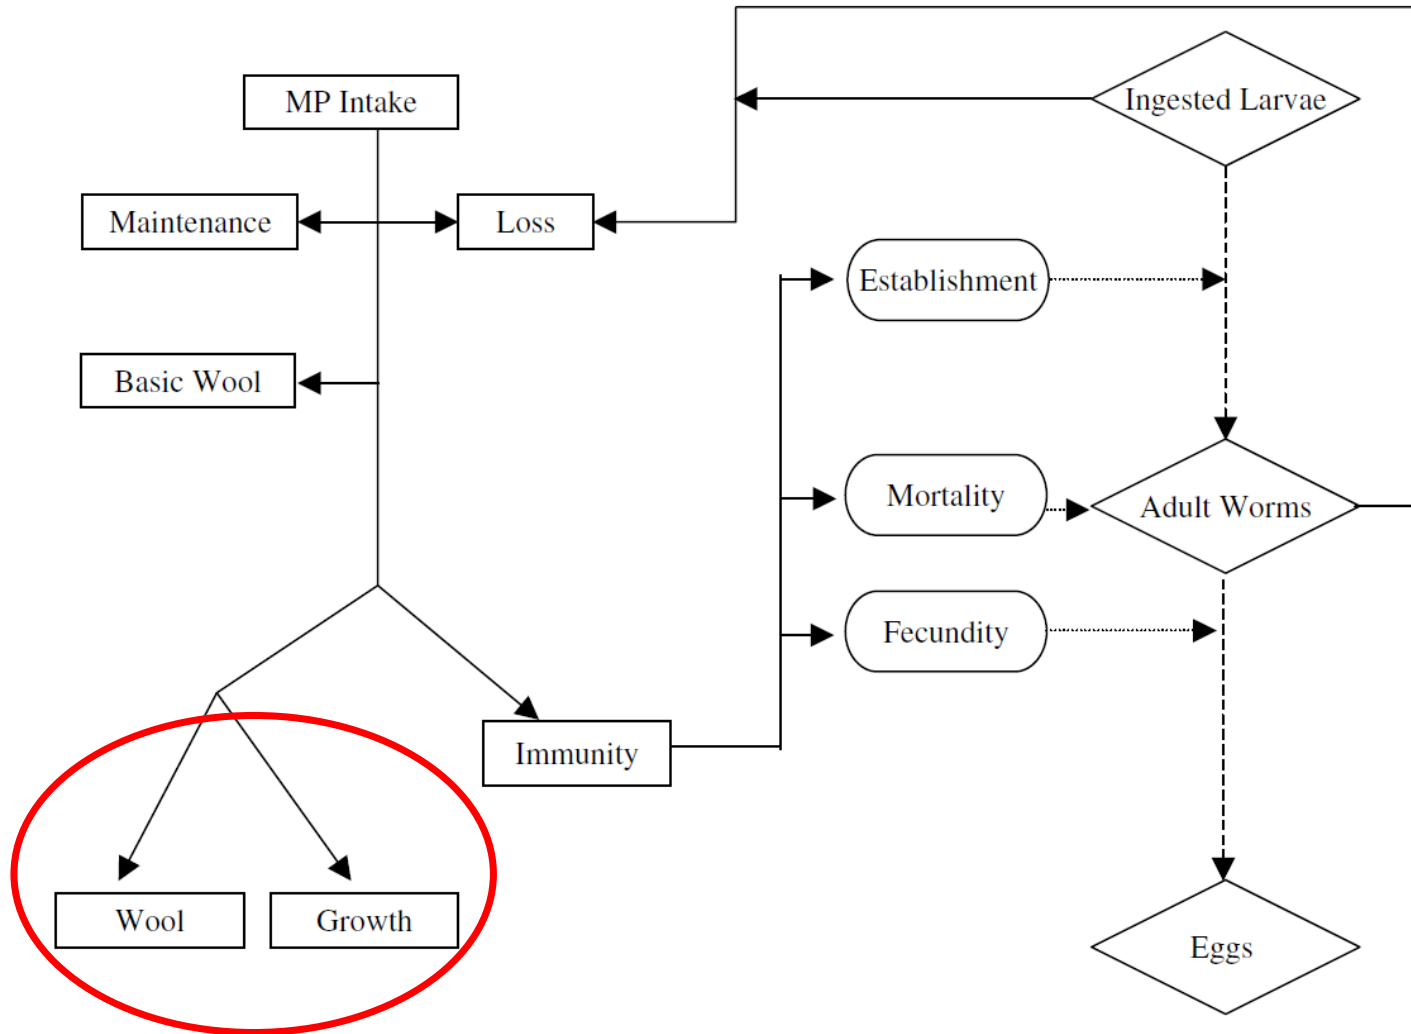 MP Intake
Ingested Larvae
Maintenance
Loss
Establishment
Basic Wool
Mortality
Adult Worms
Fecundity
Immunity
Wool
Growth
Eggs